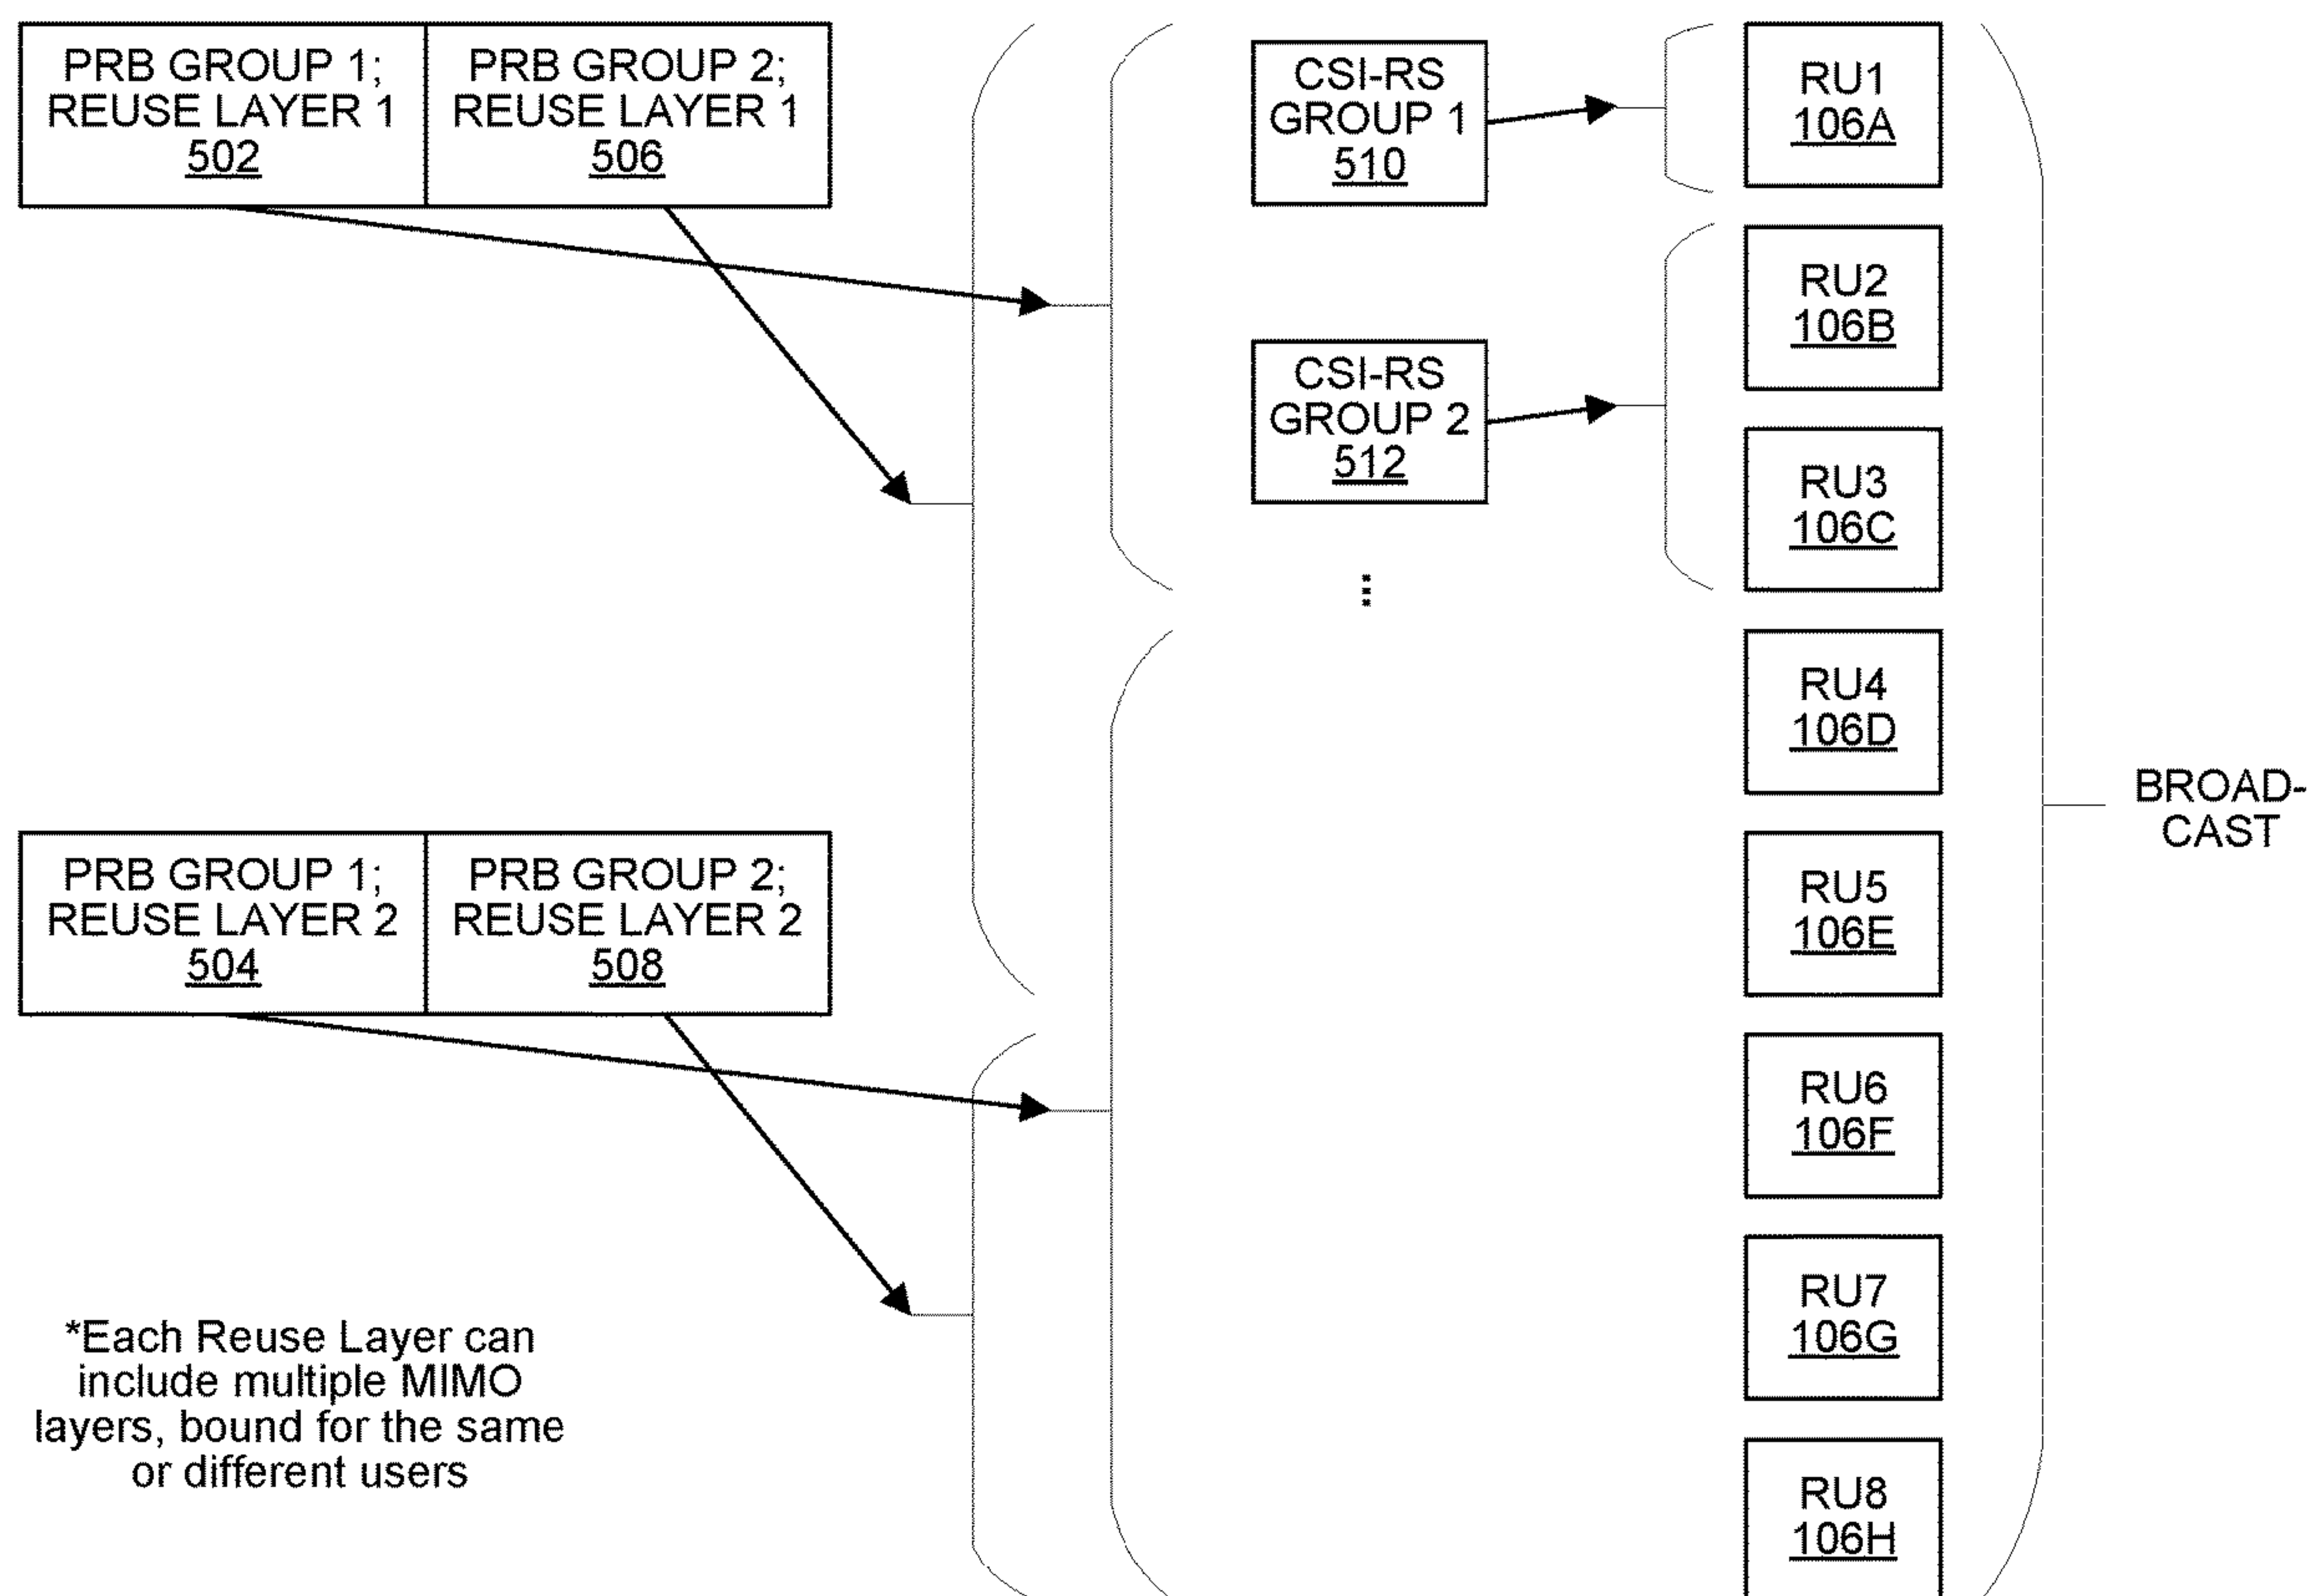 PRB GROUP 1;
REUSE LAYER 1
502
PRB GROUP 2;
REUSE LAYER 1
506
CSI-RS
GROUP 1
510
RU1
106A
RU2
106B
CSI-RS
GROUP 2
512
RU3
106C
RU4
106D
BROAD-
CAST
PRB GROUP 1;
REUSE LAYER 2
504
PRB GROUP 2;
REUSE LAYER 2
508
RU5
106E
RU6
106F
RU7
106G
*Each Reuse Layer can
include multiple MIMO
layers, bound for the same
or different users
RU8
106H